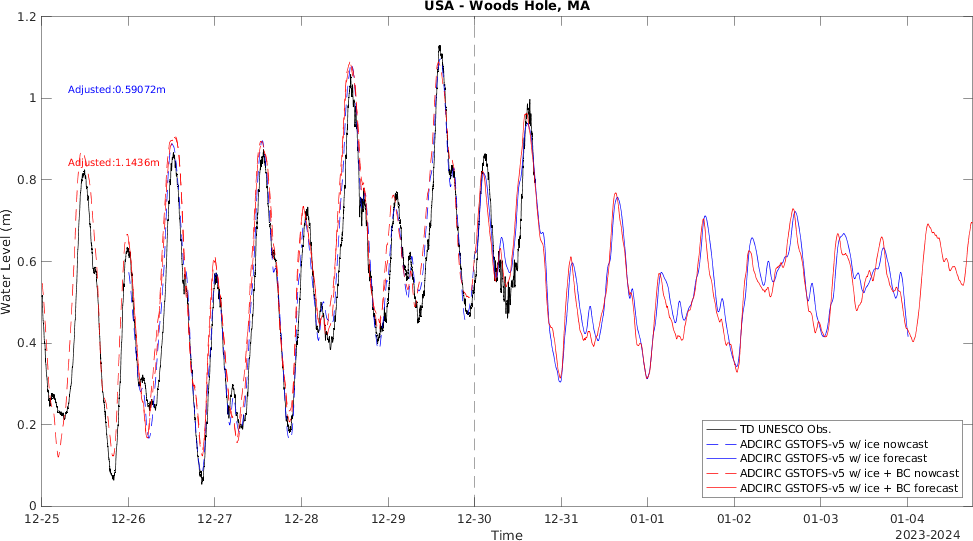 USA - Woods Hole, MA
1.2
1
0.8
0.6
0.4
0.2
0
Water Level (m)
Adjusted:0.59072m
Adjusted:1.1436m
TD UNESCO Obs.
ADCIRC GSTOFS-v5 w/ ice nowcast
ADCIRC GSTOFS-v5 w/ ice forecast
ADCIRC GSTOFS-v5 w/ ice + BC nowcast
ADCIRC GSTOFS-v5 w/ ice + BC forecast
12-25 12-26 12-27 12-28 12-29 12-30 12-31 01-01 01-02 01-03 01-04
Time
2023-2024